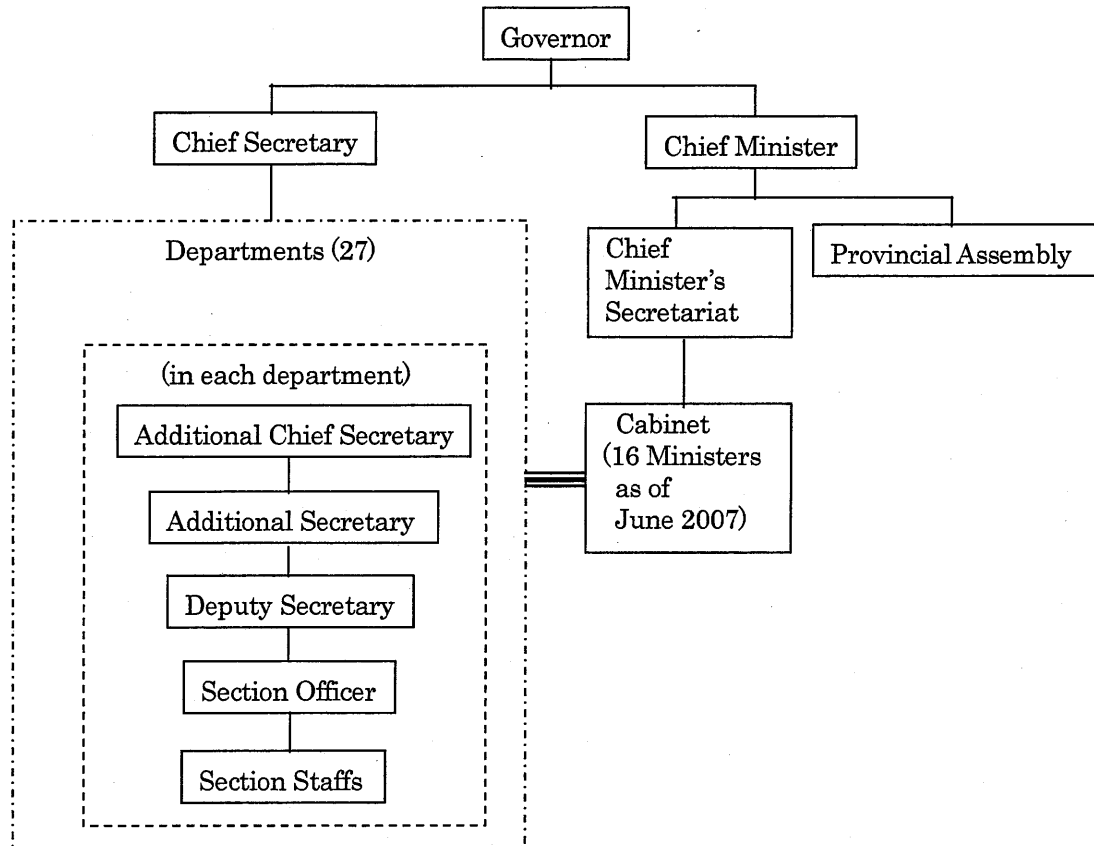 Governor
Chief Secretary
Chief Minister
Departments (27)
Chief
Minister's
Secretariat
Provincial Assembly
(in each department)
Additional Chief Secretary
Additional Secretary
Deputy Secretary
Section Officer
Section Staffs
Cabinet
(16 Ministers
as of
June 2007)